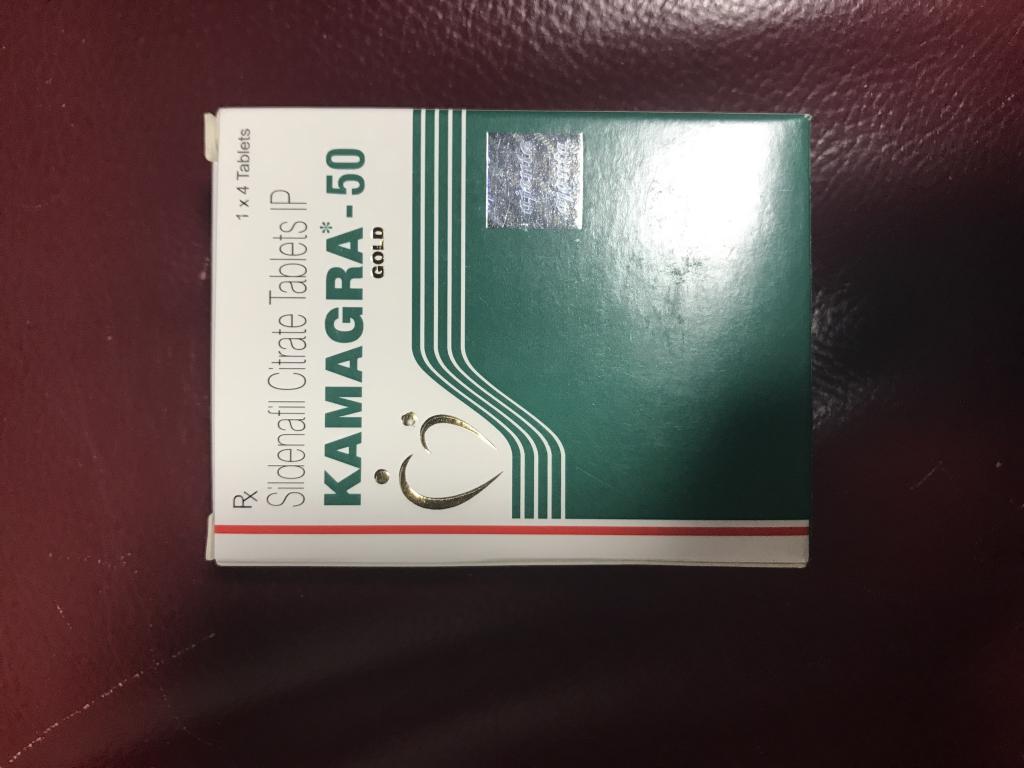 1 x 4 Tablets
Rx
Sildenafil Citrate Tablets IP
KAMAGRA* - 50
GOLD